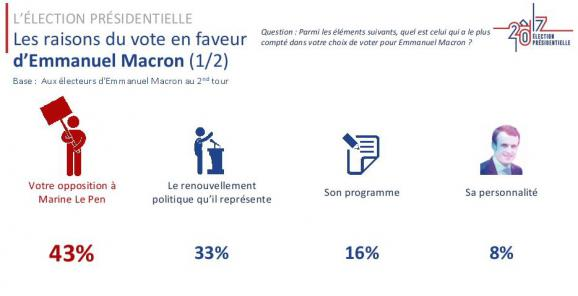 L'ÉLECTION PRÉSIDENTIELLE
Les raisons du vote en faveur
d'Emmanuel Macron (1/2)
Base : Aux électeurs d'Emmanuel Macron au 2nd tour
Question : Parmi les éléments suivants, quel est celui qui a le plus
compté dans votre choix de voter pour Emmanuel Macron ?
2017
ÉLECTION
PRÉSIDENTIELLE
Votre opposition à
Marine Le Pen
Le renouvellement
politique qu'il représente
Son programme
Sa personnalité
43%
33%
16%
8%